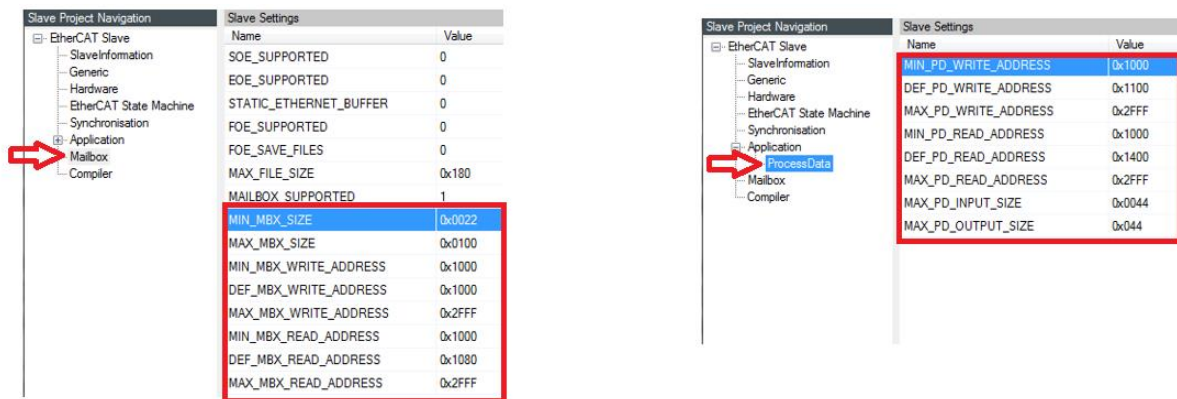 Slave Project Navigation
EtherCAT Slave
SlaveInformation
Generic
Hardware
EtherCAT State Machine
Synchronisation
Application
Mailbox
Compiler
Slave Settings
Name Value
SOE_SUPPORTED 0
EOE_SUPPORTED 0
STATIC_ETHERNET_BUFFER 0
FOE_SUPPORTED 0
FOE_SAVE_FILES 0
MAX_FILE_SIZE 0x180
MAILBOX_SUPPORTED 1
MIN_MBX_SIZE 0x0022
MAX_MBX_SIZE 0x0100
MIN_MBX_WRITE_ADDRESS 0x1000
DEF_MBX_WRITE_ADDRESS 0x1000
MAX_MBX_WRITE_ADDRESS 0x2FFF
MIN_MBX_READ_ADDRESS 0x1000
DEF_MBX_READ_ADDRESS 0x1080
MAX_MBX_READ_ADDRESS 0x2FFF
Slave Project Navigation
EtherCAT Slave
SlaveInformation
Generic
Hardware
EtherCAT State Machine
Synchronisation
Application
ProcessData
Mailbox
Compiler
Slave Settings
Name Value
MIN_PD_WRITE_ADDRESS 0x1000
DEF_PD_WRITE_ADDRESS 0x1100
MAX_PD_WRITE_ADDRESS 0x2FFF
MIN_PD_READ_ADDRESS 0x1000
DEF_PD_READ_ADDRESS 0x1400
MAX_PD_READ_ADDRESS 0x2FFF
MAX_PD_INPUT_SIZE 0x0044
MAX_PD_OUTPUT_SIZE 0x044